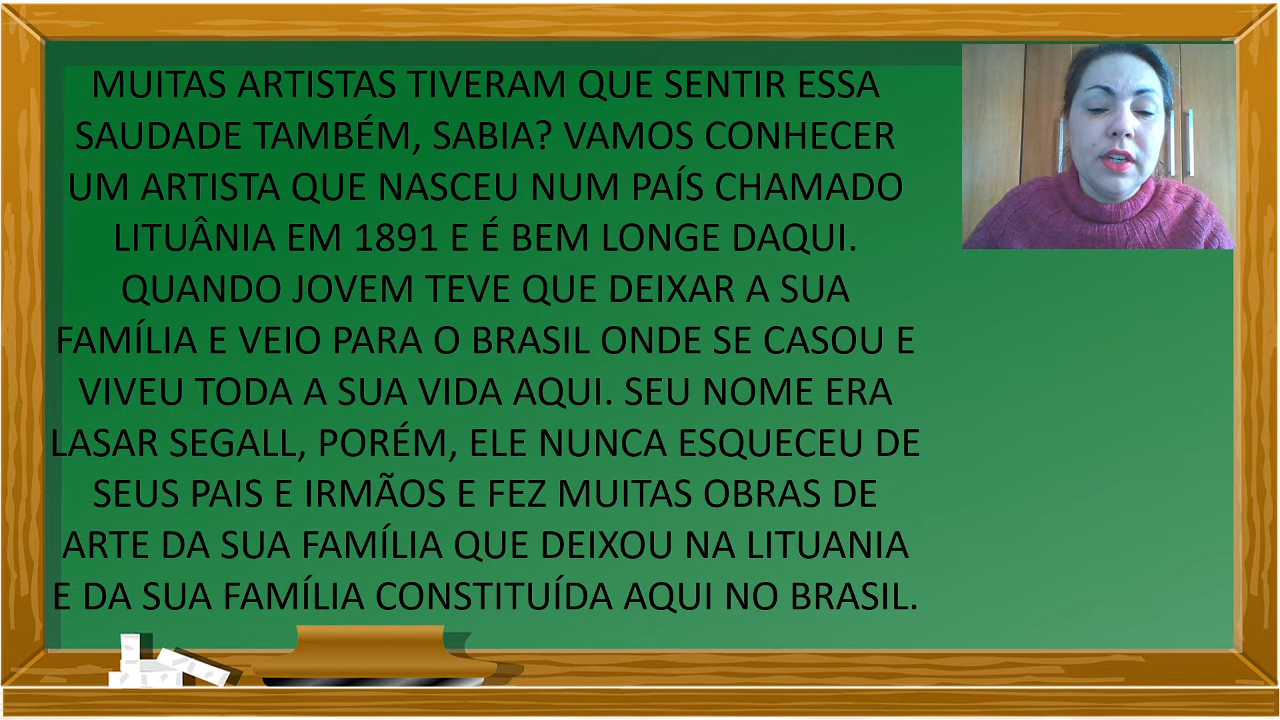 MUITAS ARTISTAS TIVERAM QUE SENTIR ESSA
SAUDADE TAMBÉM, SABIA? VAMOS CONHECER
UM ARTISTA QUE NASCEU NUM PAÍS CHAMADO
LITUÂNIA EM 1891 E É BEM LONGE DAQUI.
QUANDO JOVEM TEVE QUE DEIXAR A SUA
FAMÍLIA E VEIO PARA O BRASIL ONDE SE CASOU E
VIVEU TODA A SUA VIDA AQUI. SEU NOME ERA
LASAR SEGALL, PORÉM, ELE NUNCA ESQUECEU DE
SEUS PAIS E IRMÃOS E FEZ MUITAS OBRAS DE
ARTE DA SUA FAMÍLIA QUE DEIXOU NA LITUANIA
E DA SUA FAMÍLIA CONSTITUÍDA AQUI NO BRASIL.